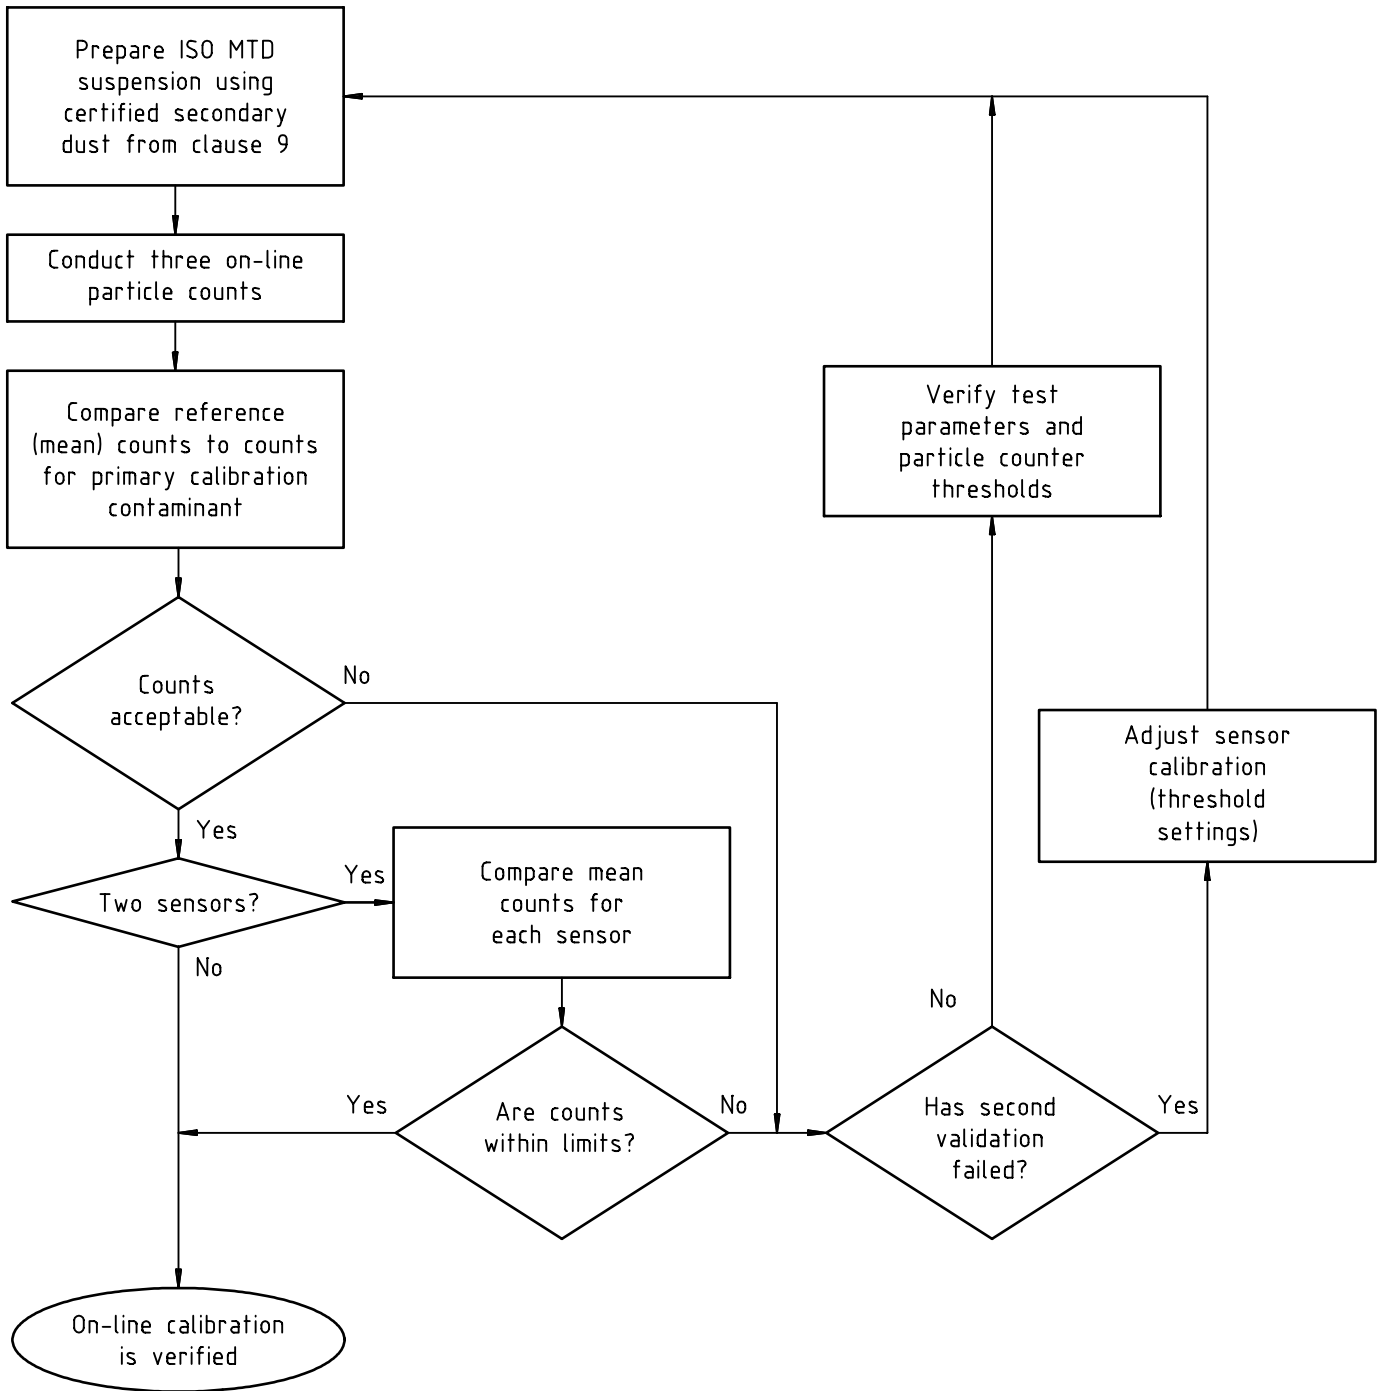 Prepare ISO MTD
suspension using
certified secondary
dust from clause 9
Conduct three on-line
particle counts
Compare reference
(mean) counts to counts
for primary calibration
contaminant
Verify test
parameters and
particle counter
thresholds
Counts
acceptable?
No
Adjust sensor
calibration
(threshold
settings)
Yes
Two sensors?
Yes
No
Compare mean
counts for
each sensor
Are counts
within limits?
Yes
No
Has second
validation
failed?
No
Yes
On-line calibration
is verified